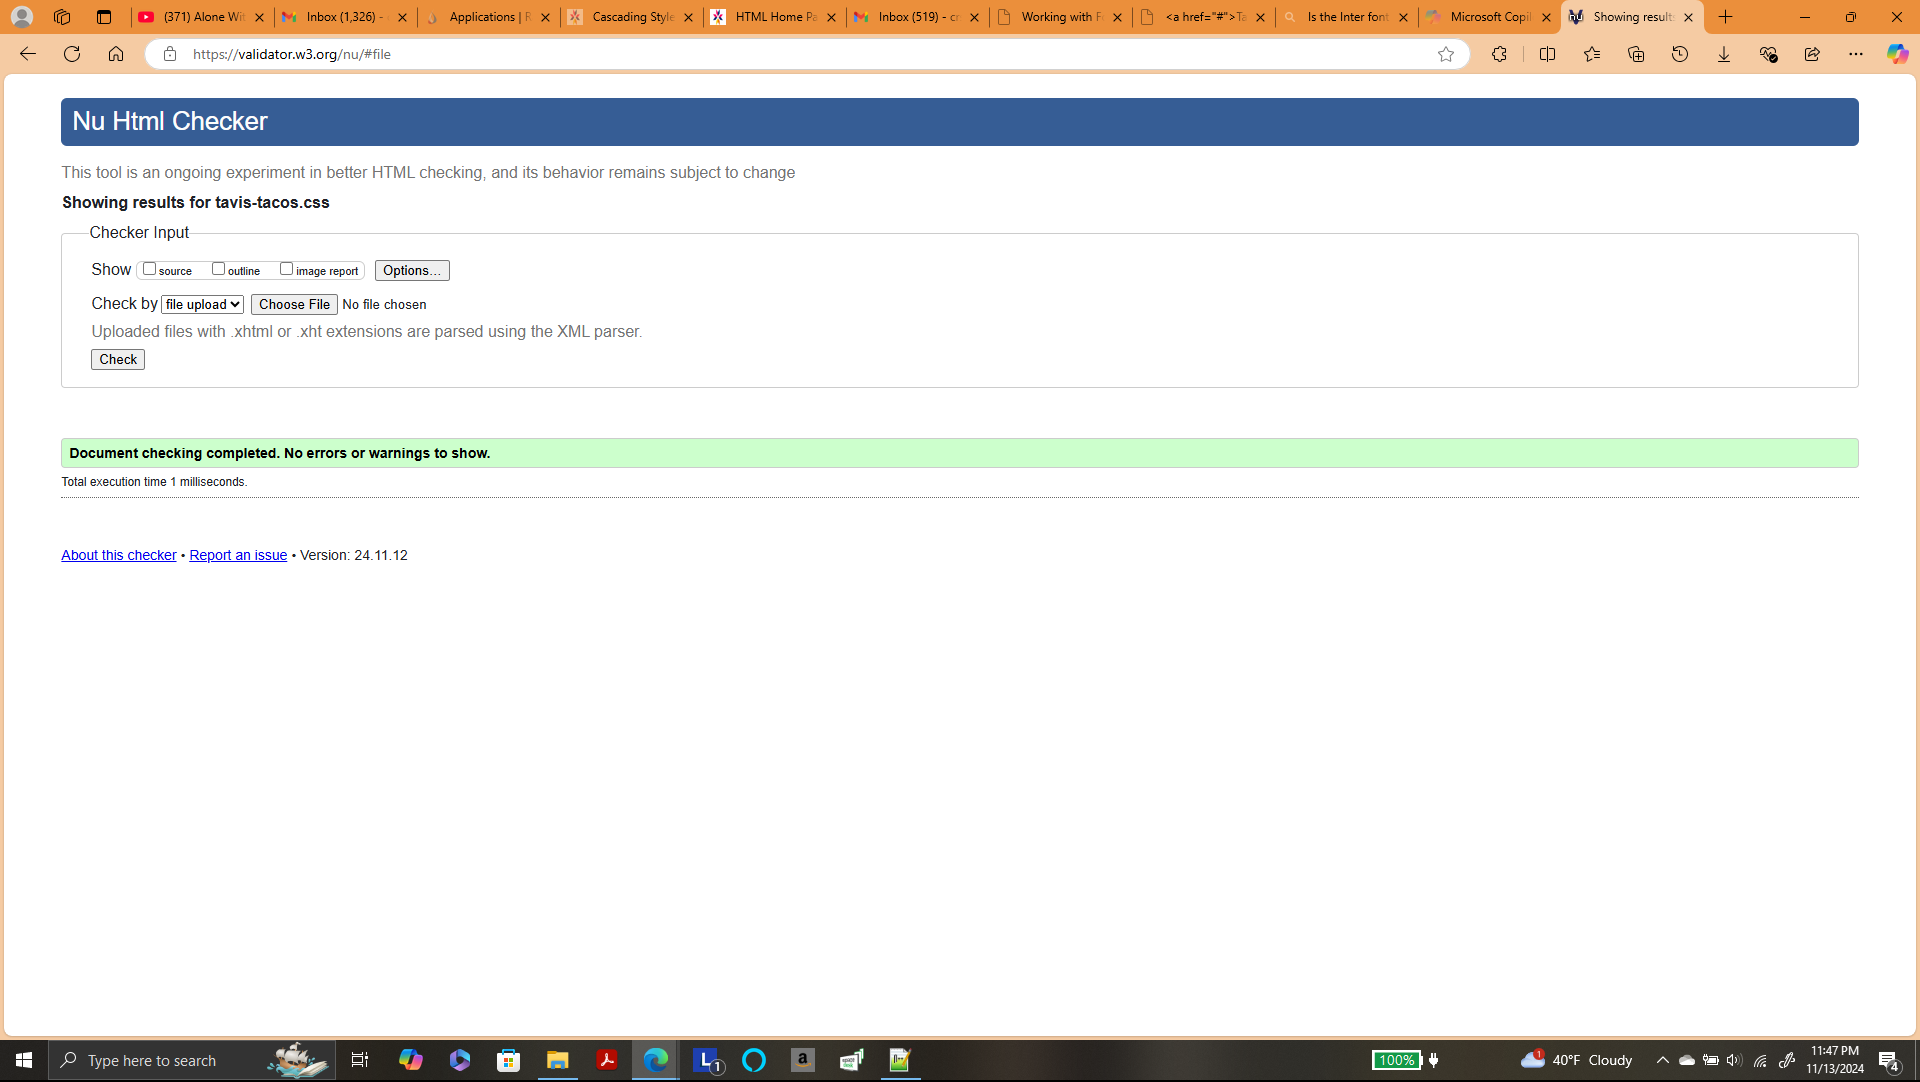 (371) Alone Wit
Inbox (1,326) -
Applications | R
Cascading Style
HTML Home Pa
Inbox (519) - cr
Working with F
<a href="#">Ta
Is the Inter font
Microsoft Copil
Showing result
https://validator.w3.org/nu/#file
Nu Html Checker
This tool is an ongoing experiment in better HTML checking, and its behavior remains subject to change
Showing results for tavis-tacos.css
Checker Input
Show source outline image report Options...
Check by file upload Choose File No file chosen
Uploaded files with .xhtml or .xht extensions are parsed using the XML parser.
Check
Document checking completed. No errors or warnings to show.
Total execution time 1 milliseconds.
About this checker • Report an issue • Version: 24.11.12
Type here to search
L 1
a
100%
1
40°F Cloudy
11:47 PM
11/13/2024
4